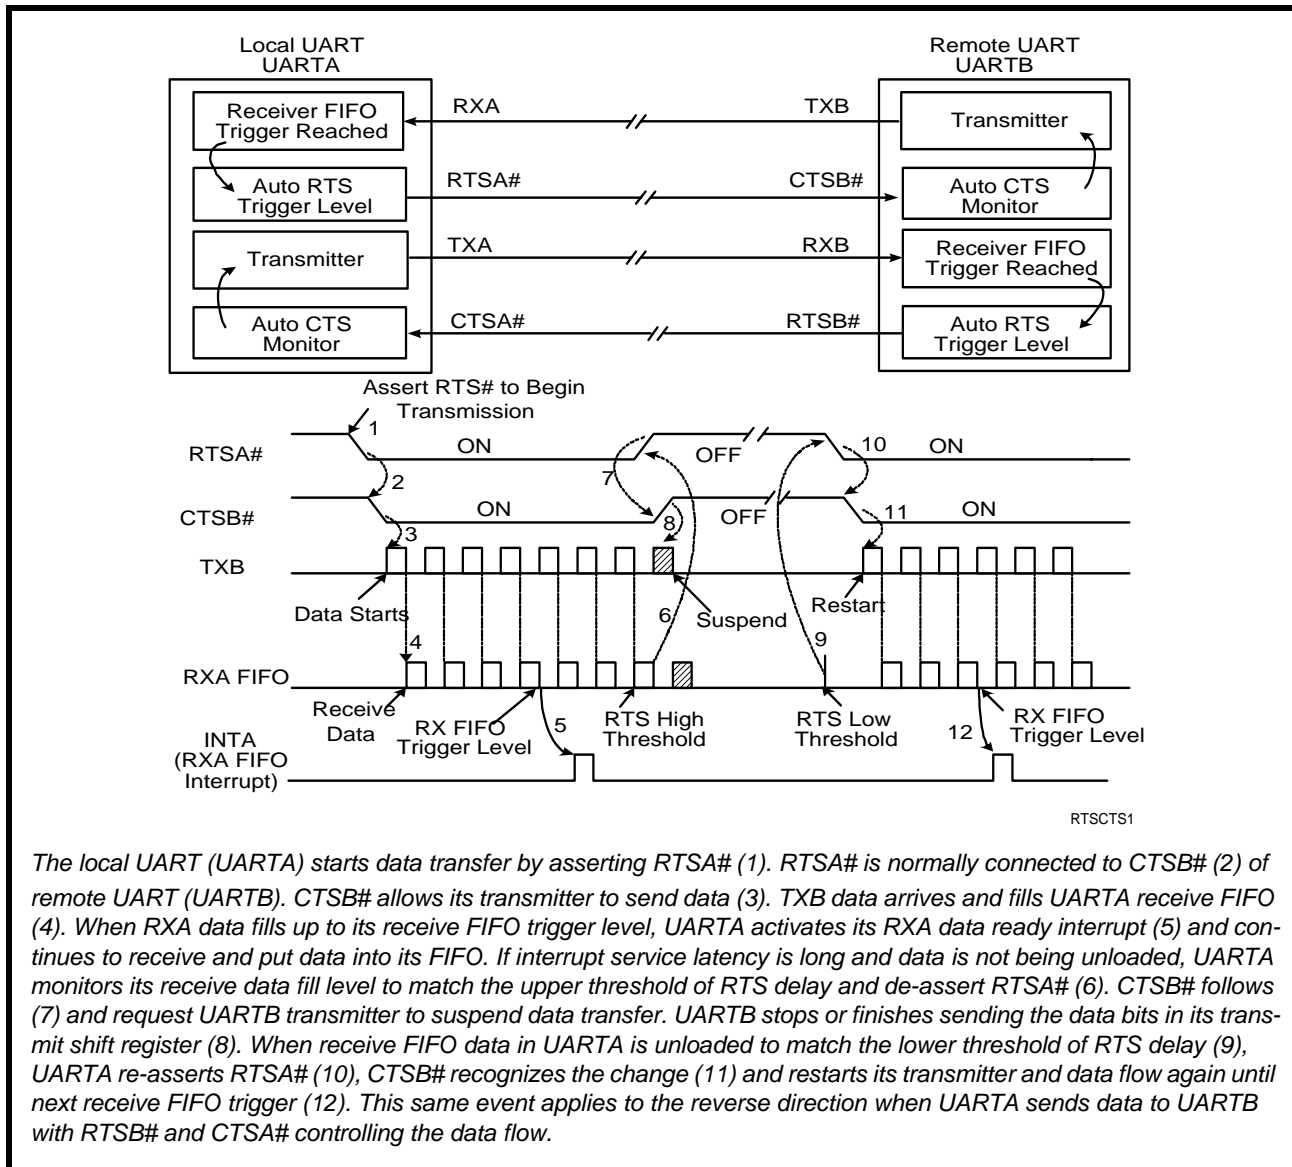 Local UART
UARTA
Remote UART
UARTB
Receiver FIFO
Trigger Reached
RXA
TXB
Transmitter
Auto RTS
Trigger Level
RTSA#
CTSB#
Auto CTS
Monitor
Transmitter
TXA
RXB
Receiver FIFO
Trigger Reached
Auto CTS
Monitor
CTSA#
RTSB#
Auto RTS
Trigger Level
Assert RTS# to Begin
Transmission
RTSA#
1
ON
7
OFF
10
ON
2
CTSB#
ON
8
OFF
11
ON
3
TXB
Data Starts
6
Suspend
Restart
4
9
RXA FIFO
Receive
Data
RX FIFO
Trigger Level
5
RTS High
Threshold
RTS Low
Threshold
12
RX FIFO
Trigger Level
INTA
(RXA FIFO
Interrupt)
RTSCTS1
The local UART (UARTA) starts data transfer by asserting RTSA# (1). RTSA# is normally connected to CTSB# (2) of
remote UART (UARTB). CTSB# allows its transmitter to send data (3). TXB data arrives and fills UARTA receive FIFO
(4). When RXA data fills up to its receive FIFO trigger level, UARTA activates its RXA data ready interrupt (5) and con-
tinues to receive and put data into its FIFO. If interrupt service latency is long and data is not being unloaded, UARTA
monitors its receive data fill level to match the upper threshold of RTS delay and de-assert RTSA# (6). CTSB# follows
(7) and request UARTB transmitter to suspend data transfer. UARTB stops or finishes sending the data bits in its trans-
mit shift register (8). When receive FIFO data in UARTA is unloaded to match the lower threshold of RTS delay (9),
UARTA re-asserts RTSA# (10), CTSB# recognizes the change (11) and restarts its transmitter and data flow again until
next receive FIFO trigger (12). This same event applies to the reverse direction when UARTA sends data to UARTB
with RTSB# and CTSA# controlling the data flow.